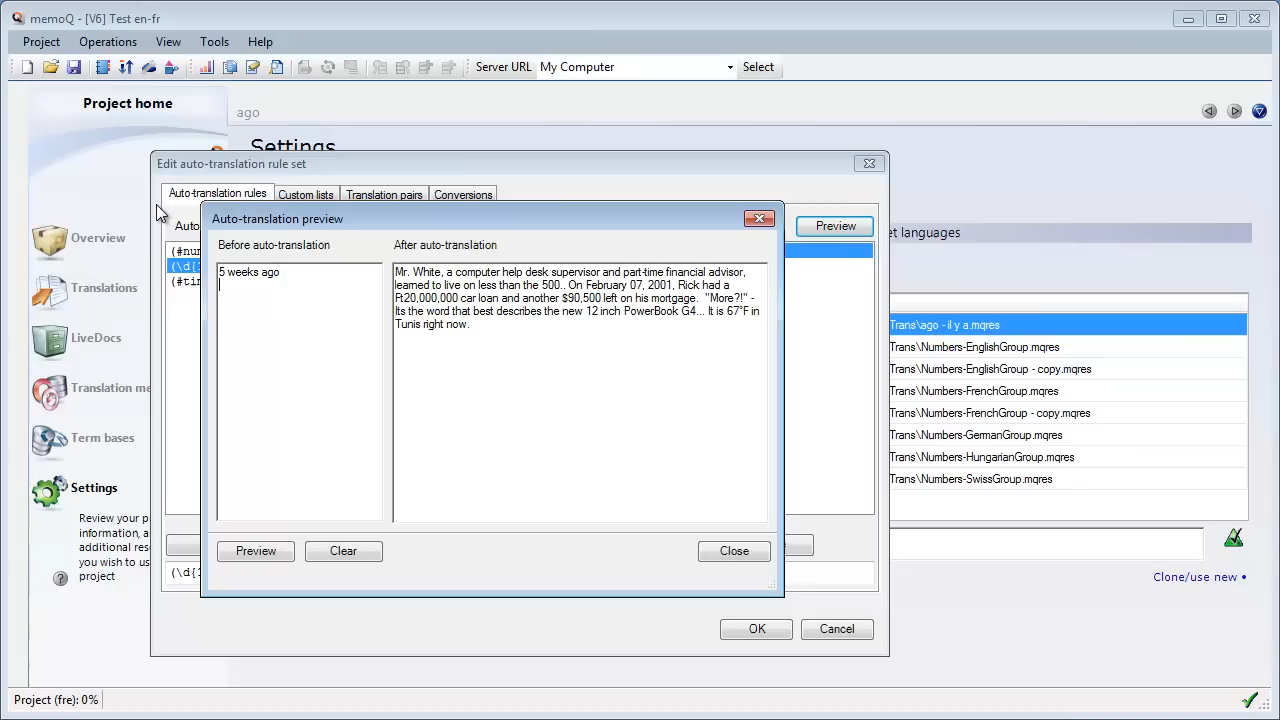 memoQ - [V6] Test en-fr
Project Operations View Tools Help
Server URL My Computer Select
Project home
ago
Settings
Edit auto-translation rule set
Auto-translation rules Custom lists Translation pairs Conversions
Auto
Preview
et languages
Auto-translation preview
Before auto-translation After auto-translation
(#nur
(\d{1
(#tim
5 weeks ago
Mr. White, a computer help desk supervisor and part-time financial advisor,
learned to live on less than the 500.. On February 07, 2001, Rick had a
Ft20,000,000 car loan and another $90,500 left on his mortgage. "More?!" -
Its the word that best describes the new 12 inch PowerBook G4... It is 67°F in
Tunis right now.
Overview
Translations
LiveDocs
Translation me
Term bases
Settings
Review your p
information, a
additional res
you wish to us
project
Trans\ago - il y a.mqres
Trans\Numbers-EnglishGroup.mqres
Trans\Numbers-EnglishGroup - copy.mqres
Trans\Numbers-FrenchGroup.mqres
Trans\Numbers-FrenchGroup - copy.mqres
Trans\Numbers-GermanGroup.mqres
Trans\Numbers-HungarianGroup.mqres
Trans\Numbers-SwissGroup.mqres
Preview Clear Close
(\d{1
Clone/use new
OK Cancel
Project (fre): 0%